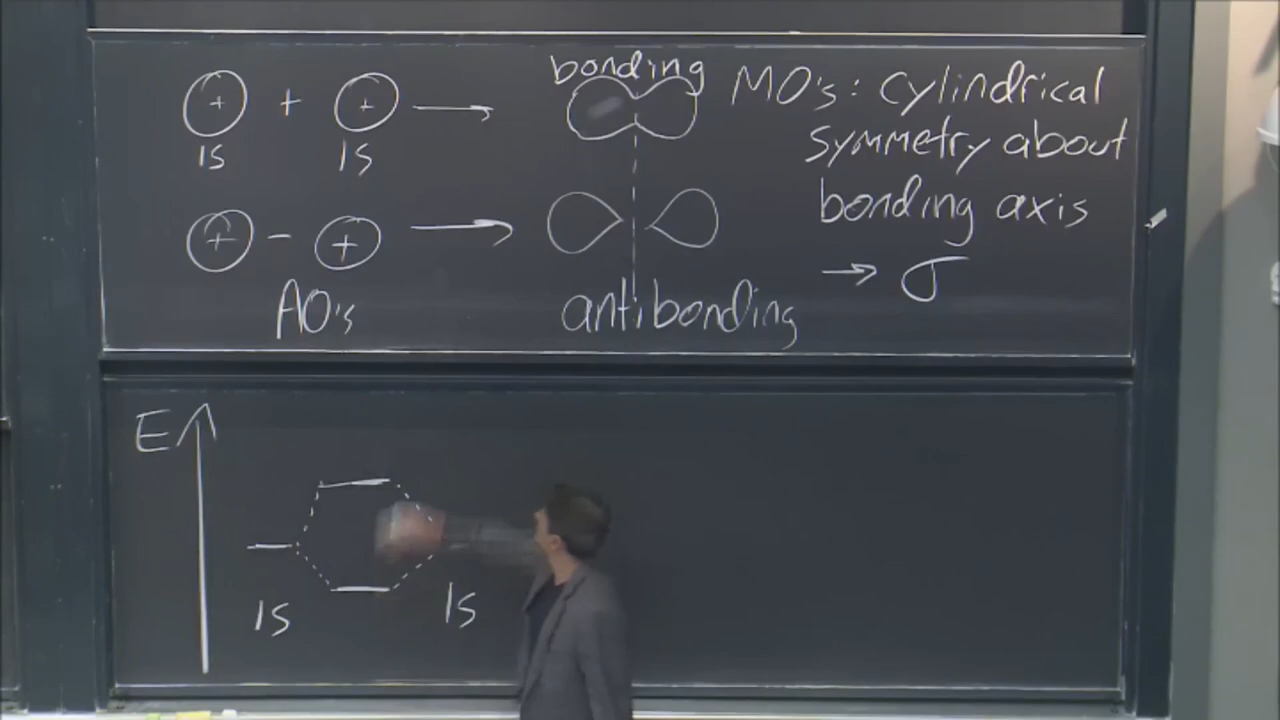 bonding
+ + + →
1s 1s
+ - + →
AO's
antibonding
MO's: cylindrical
symmetry about
bonding axis
→ σ
E
1s 1s